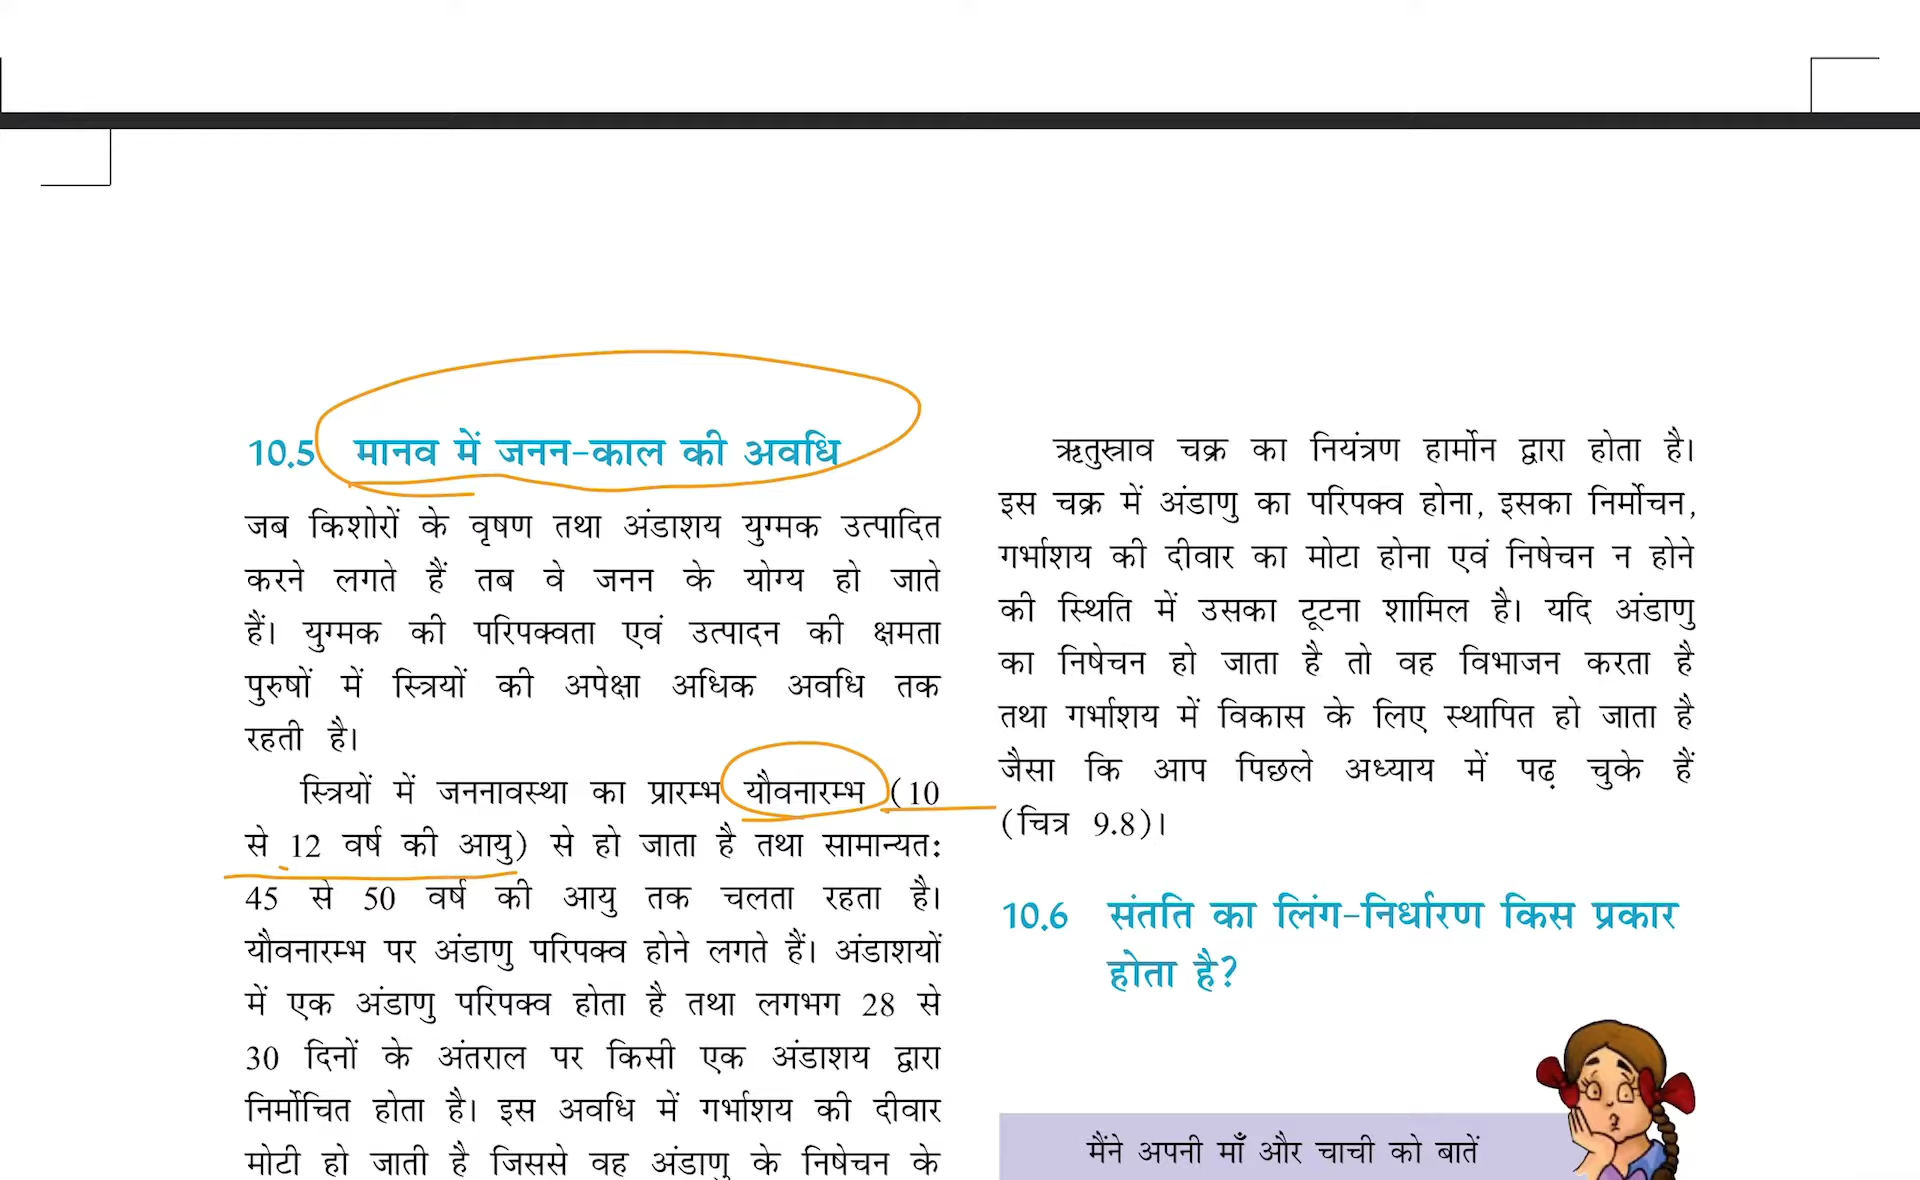 10.5 मानव में जनन-काल की अवधि
जब किशोरों के वृषण तथा अंडाशय युग्मक उत्पादित
करने लगते हैं तब वे जनन के योग्य हो जाते
हैं। युग्मक की परिपक्वता एवं उत्पादन की क्षमता
पुरुषों में स्त्रियों की अपेक्षा अधिक अवधि तक
रहती है।
स्त्रियों में जननावस्था का प्रारम्भ यौवनारम्भ (10
से 12 वर्ष की आयु) से हो जाता है तथा सामान्यत:
45 से 50 वर्ष की आयु तक चलता रहता है।
यौवनारम्भ पर अंडाणु परिपक्व होने लगते हैं। अंडाशयों
में एक अंडाणु परिपक्व होता है तथा लगभग 28 से
30 दिनों के अंतराल पर किसी एक अंडाशय द्वारा
निर्मोचित होता है। इस अवधि में गर्भाशय की दीवार
मोटी हो जाती है जिससे वह अंडाणु के निषेचन के
ऋतुस्राव चक्र का नियंत्रण हार्मोन द्वारा होता है।
इस चक्र में अंडाणु का परिपक्व होना, इसका निर्मोचन,
गर्भाशय की दीवार का मोटा होना एवं निषेचन न होने
की स्थिति में उसका टूटना शामिल है। यदि अंडाणु
का निषेचन हो जाता है तो वह विभाजन करता है
तथा गर्भाशय में विकास के लिए स्थापित हो जाता है
जैसा कि आप पिछले अध्याय में पढ़ चुके हैं
(चित्र 9.8)।
10.6 संतति का लिंग-निर्धारण किस प्रकार
होता है?
मैंने अपनी माँ और चाची को बातें